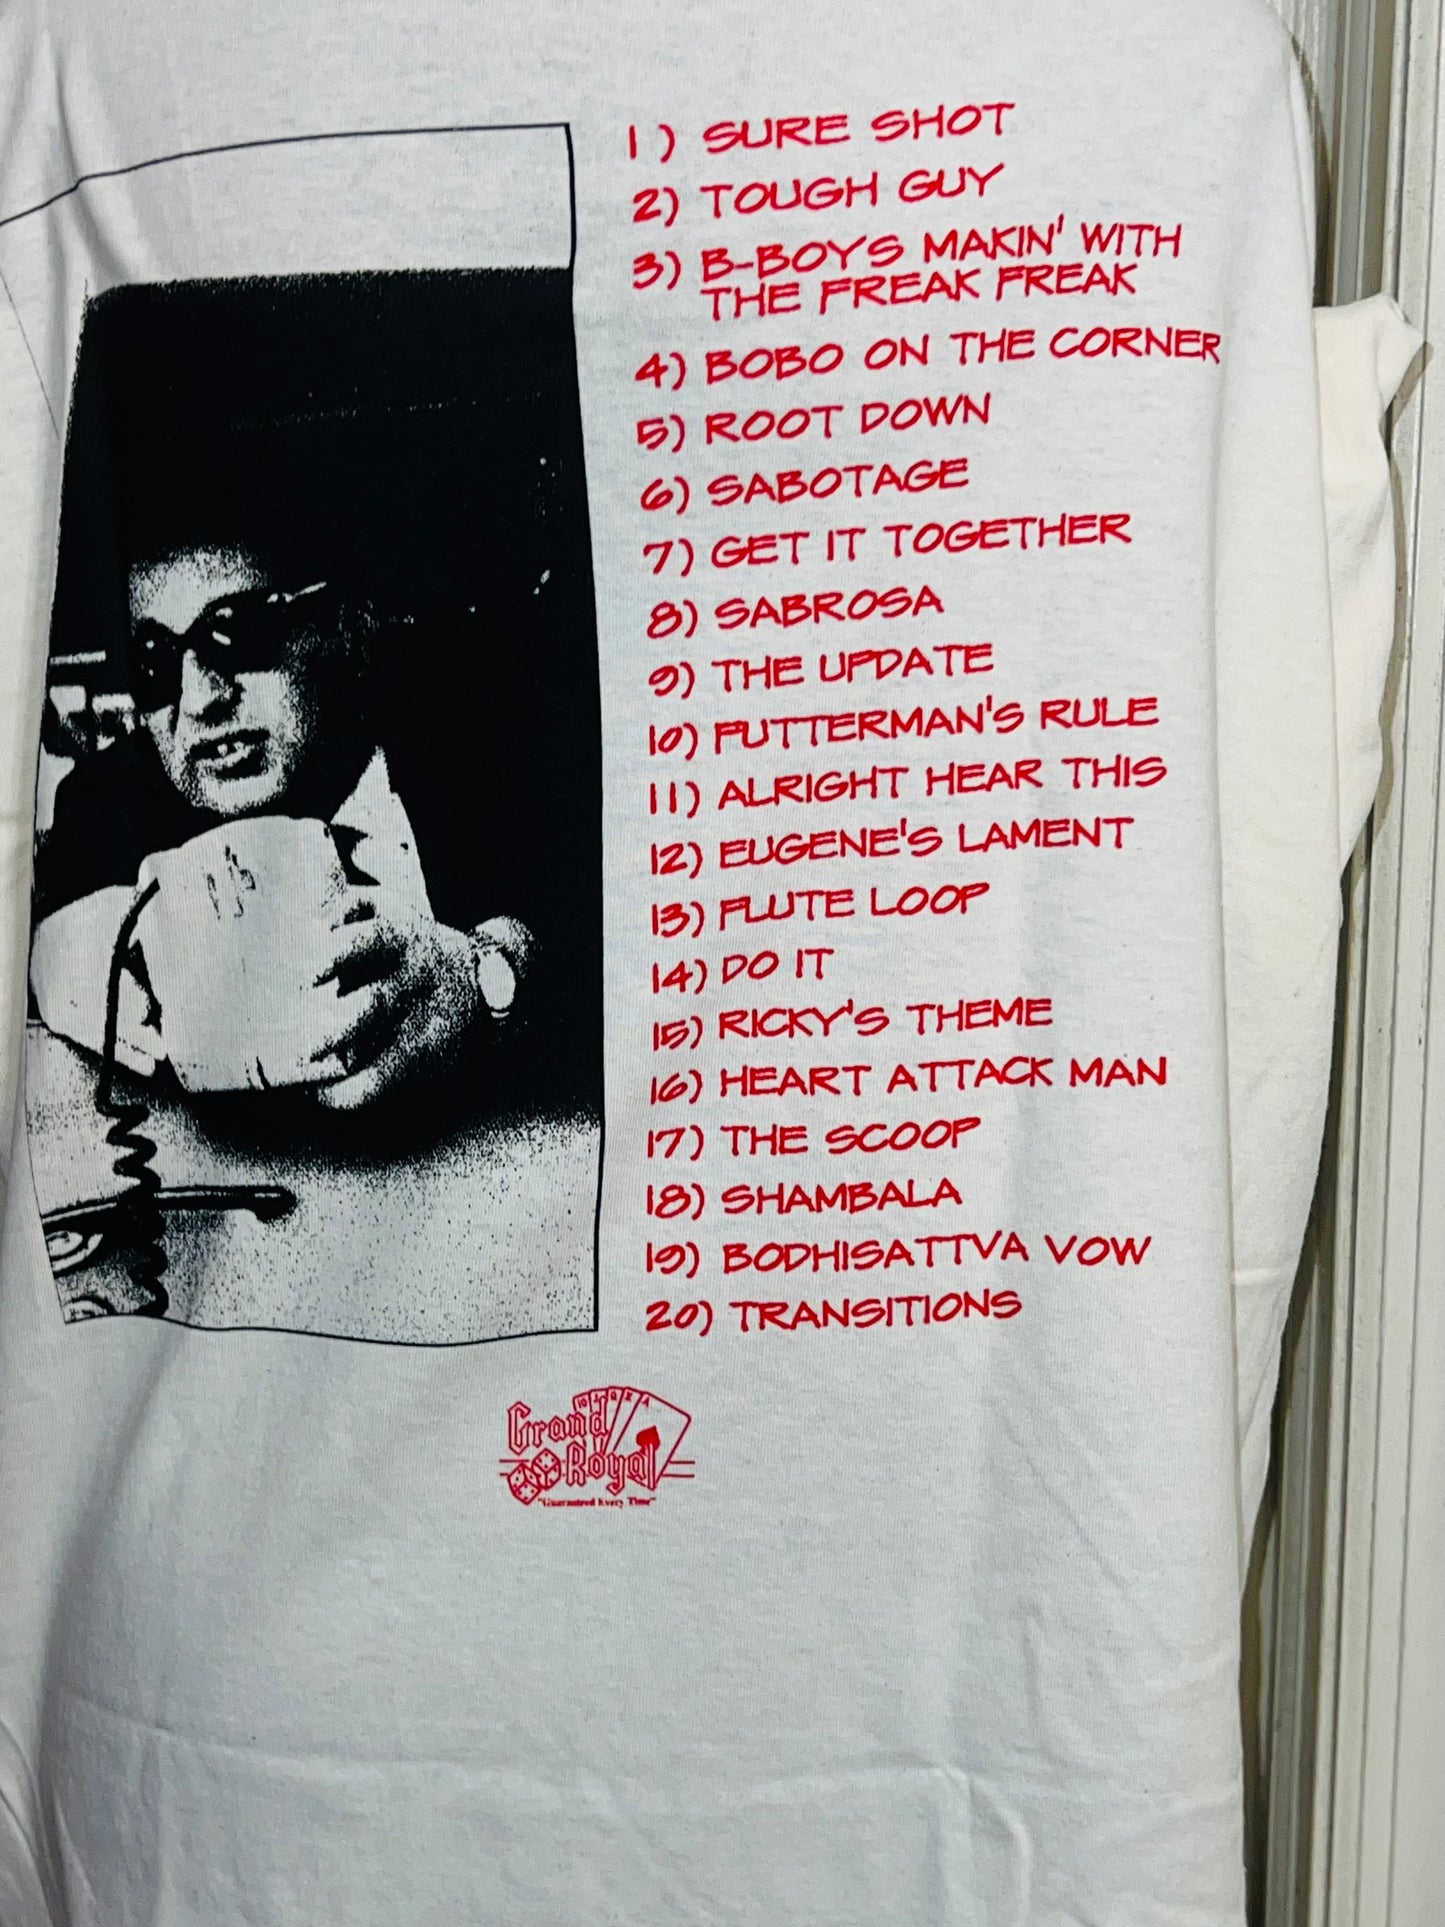 1) SURE SHOT
2) TOUGH GUY
3) B-BOYS MAKIN' WITH
THE FREAK FREAK
4) BOBO ON THE CORNER
5) ROOT DOWN
6) SABOTAGE
7) GET IT TOGETHER
8) SABROSA
9) THE UPDATE
10) FUTTERMAN'S RULE
11) ALRIGHT HEAR THIS
12) EUGENE'S LAMENT
13) FLUTE LOOP
14) DO IT
15) RICKY'S THEME
16) HEART ATTACK MAN
17) THE SCOOP
18) SHAMBALA
19) BODHISATTVA VOW
20) TRANSITIONS
10 J Q K A
Grand
Royal
"Guaranteed Every Time"